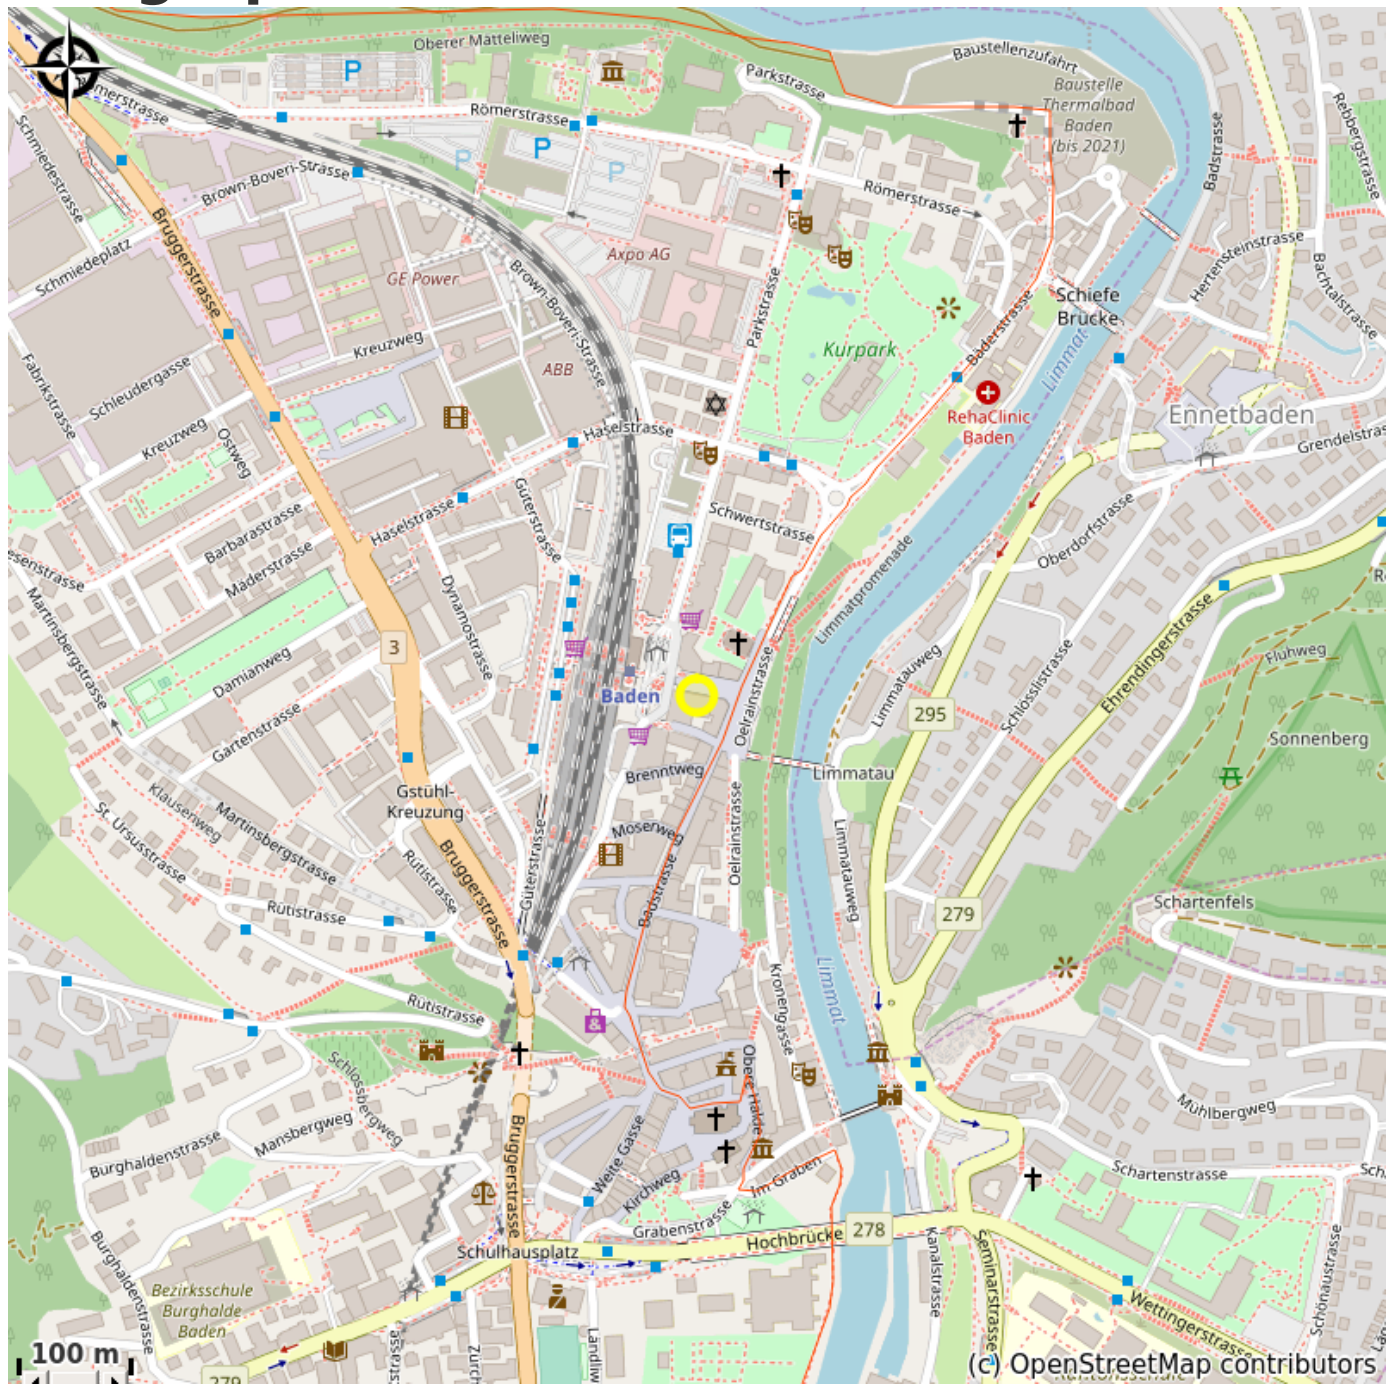 Oberer Mätteliweg
P
Baustellenzufahrt
Parkstrasse
Baustelle
Thermalbad
Baden
(bis 2021)
Römerstrasse
P
P
P
Rebbergstrasse
Badstrasse
Schmiedestrasse
Brown-Boveri-Strasse
Römerstrasse
Bruggerstrasse
Schmiedeplatz
Axpo AG
GE Power
Brown-Boveri-Strasse
Parkstrasse
Hertensteinstrasse
Bachtalstrasse
Schiefe
Brücke
Bäderstrasse
Limmat
Kreuzweg
Kurpark
ABB
Fabrikstrasse
Schleudergasse
RehaClinic
Baden
Ennetbaden
Kreuzweg
Ostweg
Haselstrasse
Haselstrasse
Güterstrasse
Schwertstrasse
Barbarastrasse
Mäderstrasse
Martinsbergstrasse
Dynamostrasse
Limmatpromenade
Oberdorfstrasse
Ehrendingerstrasse
3
Damianweg
Gartenstrasse
Baden
Oelrainstrasse
Limmatauweg
Schlösslistrasse
Fluhweg
295
Sonnenberg
Brenntweg
Limmatau
Gstühl-
Kreuzung
Klausenweg
Martinsbergstrasse
St. Ursusstrasse
Moserweg
Oelrainstrasse
Limmatauweg
Rütistrasse
Bruggerstrasse
Güterstrasse
Badstrasse
Rütistrasse
279
Schartenfels
Limmat
Kronengasse
Rütistrasse
Schlossbergweg
Obere Halde
Mühlbergweg
Mansbergweg
Burghaldenstrasse
Bruggerstrasse
Weite Gasse
Kirchweg
Im Graben
Schartenstrasse
Grabenstrasse
Hochbrücke
278
Schulhausplatz
Burghaldenstrasse
Kanalstrasse
Seminarstrasse
Schönaustrasse
Bezirksschule
Burghalde
Baden
Wettingerstrasse
100 m
279
(c) OpenStreetMap contributors